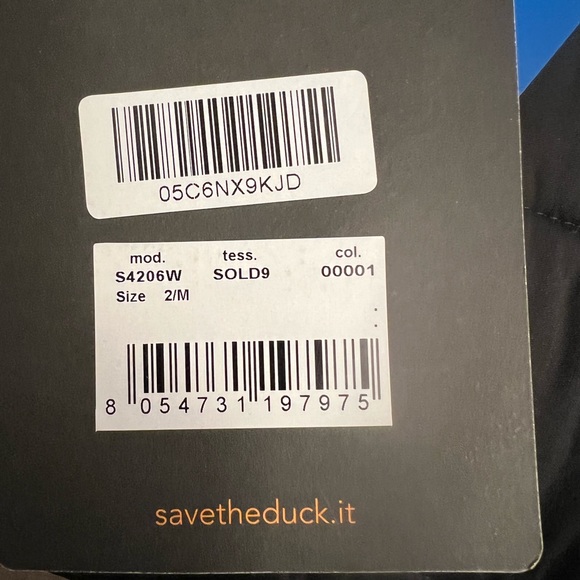 05C6NX9KJD
mod. tess. col.
S4206W SOLD9 00001
Size 2/M
:
8 054731 197975
savetheduck.it